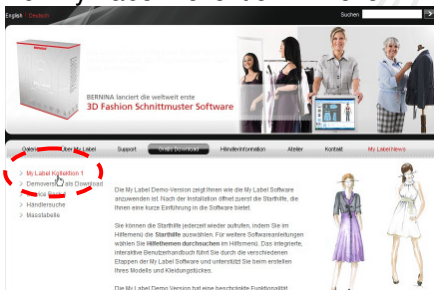 English | Deutsch
Suchen
BERNINA lanciert die weltweit erste
3D Fashion Schnittmuster Software
Galerie
Über My Label
Support
Gratis Download
Händlerinformation
Atelier
Kontakt
My Label News
> My Label Kollektion 1
> Demoversion als Download
> Händlersuche
> Masstabelle
Die My Label Demo-Version zeigt Ihnen wie die My Label Software
anzuwenden ist. Nach der Installation öffnet zuerst die Starthilfe, die
Ihnen eine kurze Einführung in die Software bietet.
Sie können die Starthilfe jederzeit wieder aufrufen, indem Sie im
Hilfemenü die Starthilfe auswählen. Für weitere Softwareanleitungen
wählen Sie Hilfethemen durchsuchen im Hilfemenü. Das integrierte,
interaktive Benutzerhandbuch führt Sie durch die verschiedenen
Etappen der My Label Software und unterstützt Sie beim erstellen
Ihres Modells und Kleidungstückes.
Die My Label Demo Version hat eine beschränkte Funktionalität